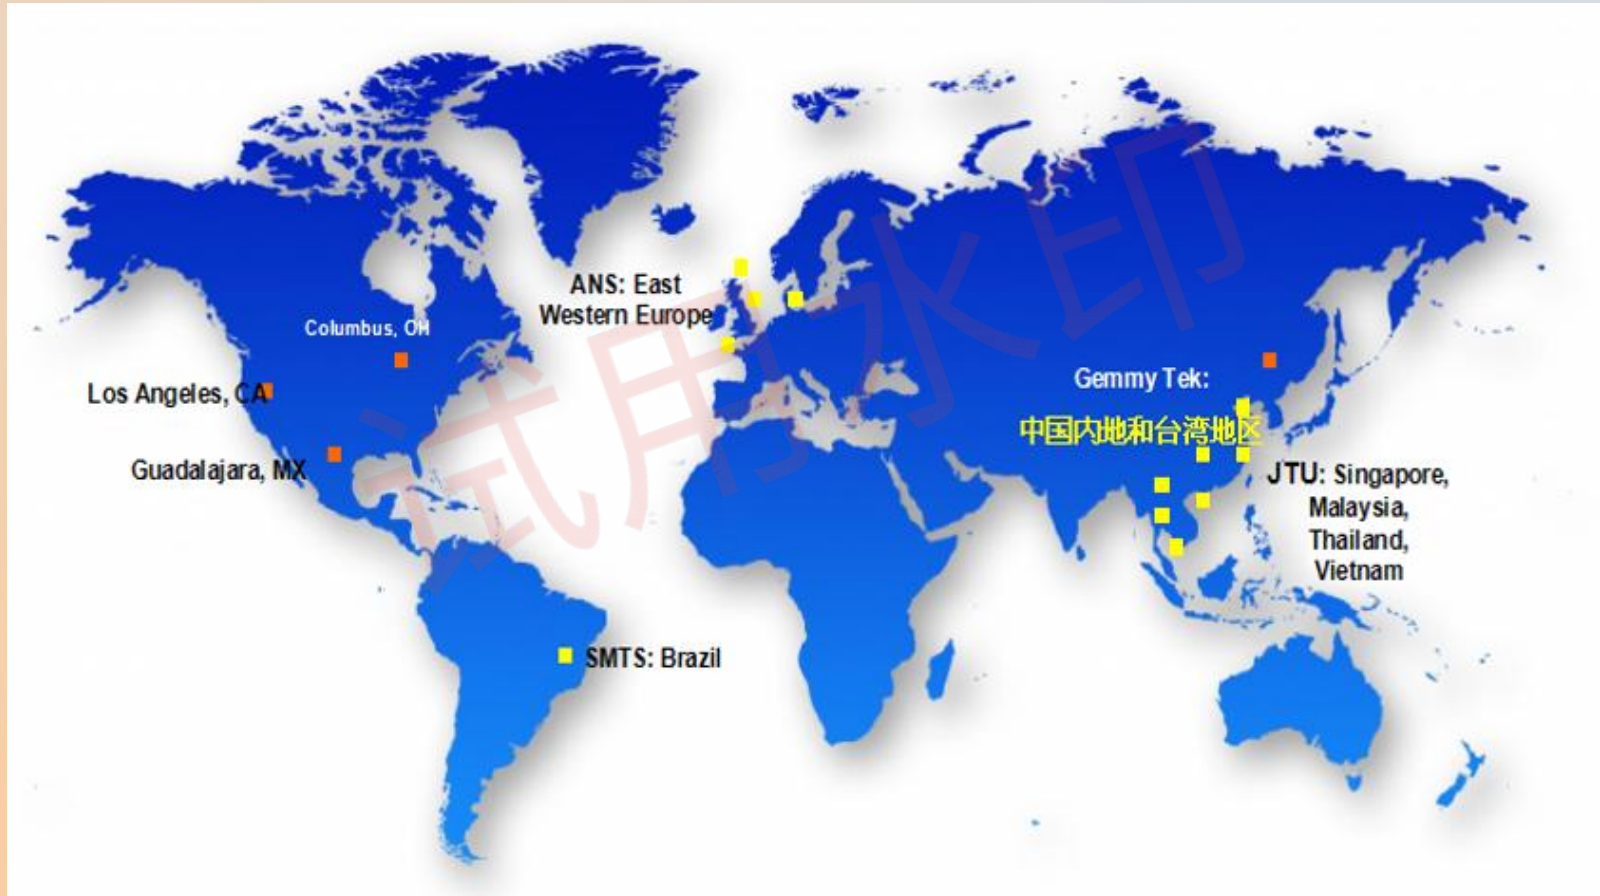 ANS: East
Western Europe
Columbus, OH
Los Angeles, CA
Gemmy Tek:
中国内地和台湾地区
Guadalajara, MX
JTU: Singapore,
Malaysia,
Thailand,
Vietnam
SMTS: Brazil
试用水印